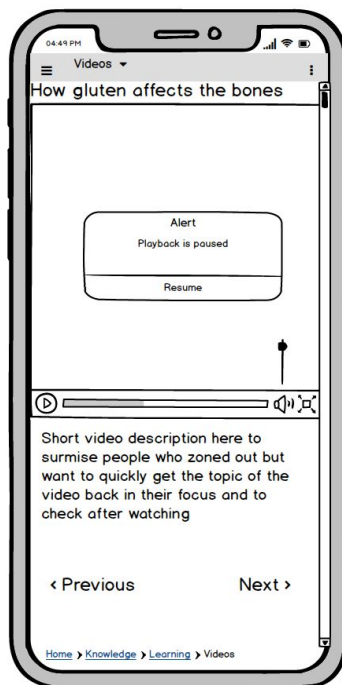 04:49 PM
Videos
How gluten affects the bones
Alert
Playback is paused
Resume
Short video description here to
surmise people who zoned out but
want to quickly get the topic of the
video back in their focus and to
check after watching
‹ Previous Next ›
Home › Knowledge › Learning › Videos